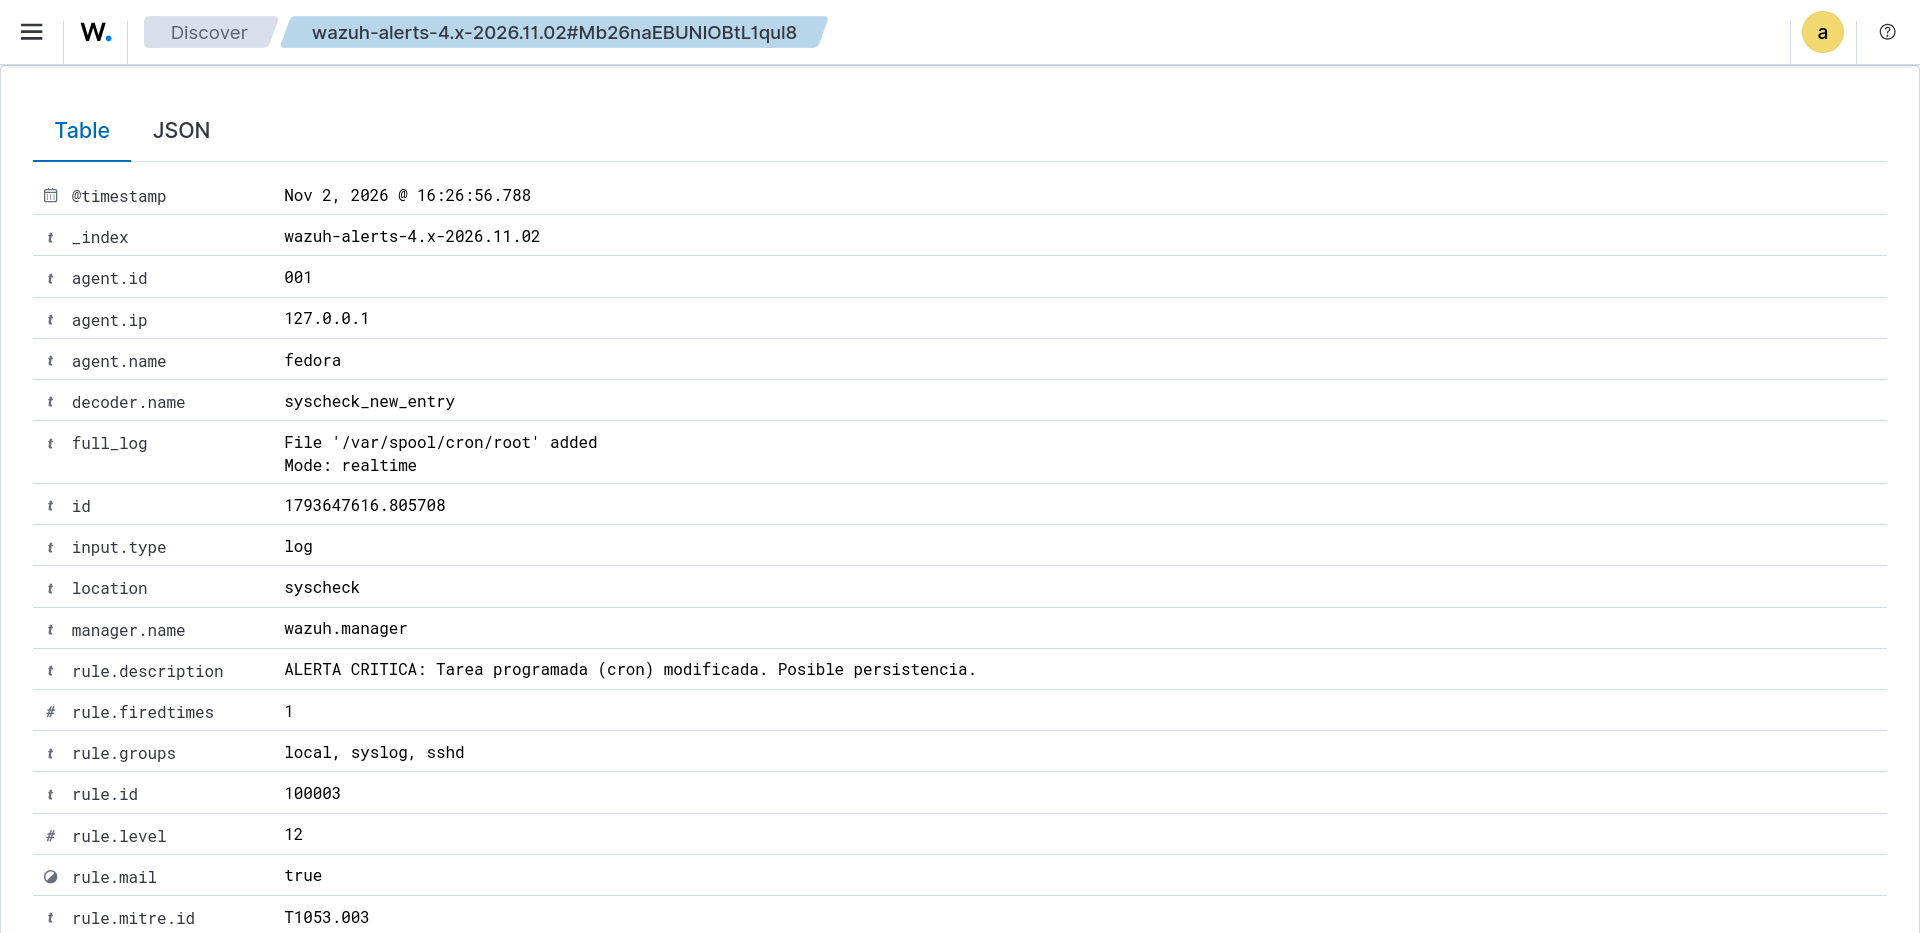 W.
Discover
wazuh-alerts-4.x-2026.11.02#Mb26naEBUNIOBtL1qul8
a
Table
JSON
@timestamp Nov 2, 2026 @ 16:26:56.788
t _index wazuh-alerts-4.x-2026.11.02
t agent.id 001
t agent.ip 127.0.0.1
t agent.name fedora
t decoder.name syscheck_new_entry
t full_log File '/var/spool/cron/root' added
Mode: realtime
t id 1793647616.805708
t input.type log
t location syscheck
t manager.name wazuh.manager
t rule.description ALERTA CRITICA: Tarea programada (cron) modificada. Posible persistencia.
# rule.firedtimes 1
t rule.groups local, syslog, sshd
t rule.id 100003
# rule.level 12
rule.mail true
t rule.mitre.id T1053.003